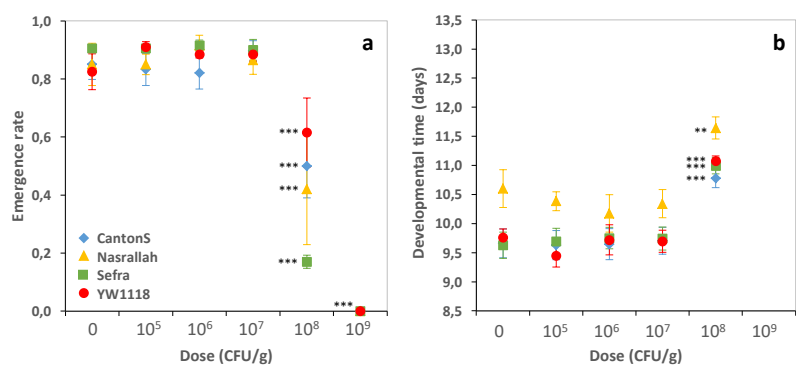 a
1,0
0,8
0,6
0,4
0,2
0,0
Emergence rate
***
***
***
***
***
CantonS
Nasrallah
Sefra
YW1118
0 10⁵ 10⁶ 10⁷ 10⁸ 10⁹
Dose (CFU/g)
b
13,5
13,0
12,5
12,0
11,5
11,0
10,5
10,0
9,5
9,0
8,5
Developmental time (days)
**
***
***
***
0 10⁵ 10⁶ 10⁷ 10⁸ 10⁹
Dose (CFU/g)